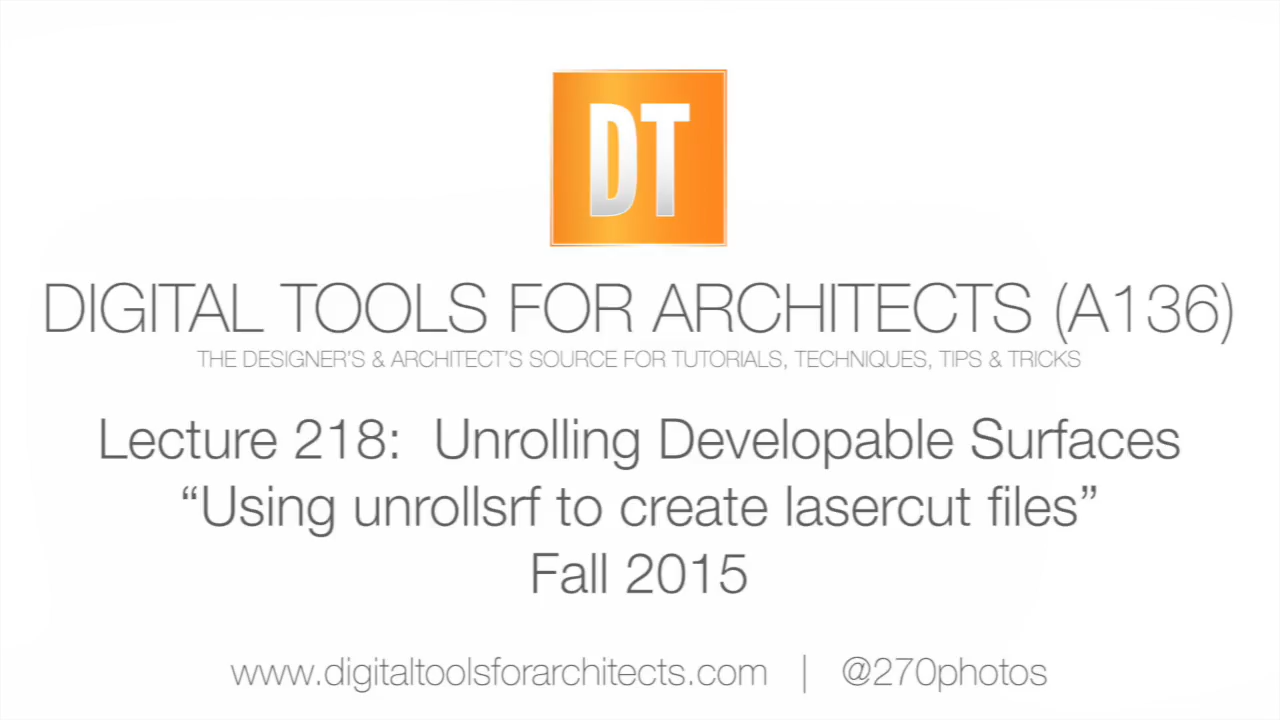 DT
DIGITAL TOOLS FOR ARCHITECTS (A136)
THE DESIGNER'S & ARCHITECT'S SOURCE FOR TUTORIALS, TECHNIQUES, TIPS & TRICKS
Lecture 218:  Unrolling Developable Surfaces
“Using unrollsrf to create lasercut files”
Fall 2015
www.digitaltoolsforarchitects.com | @270photos